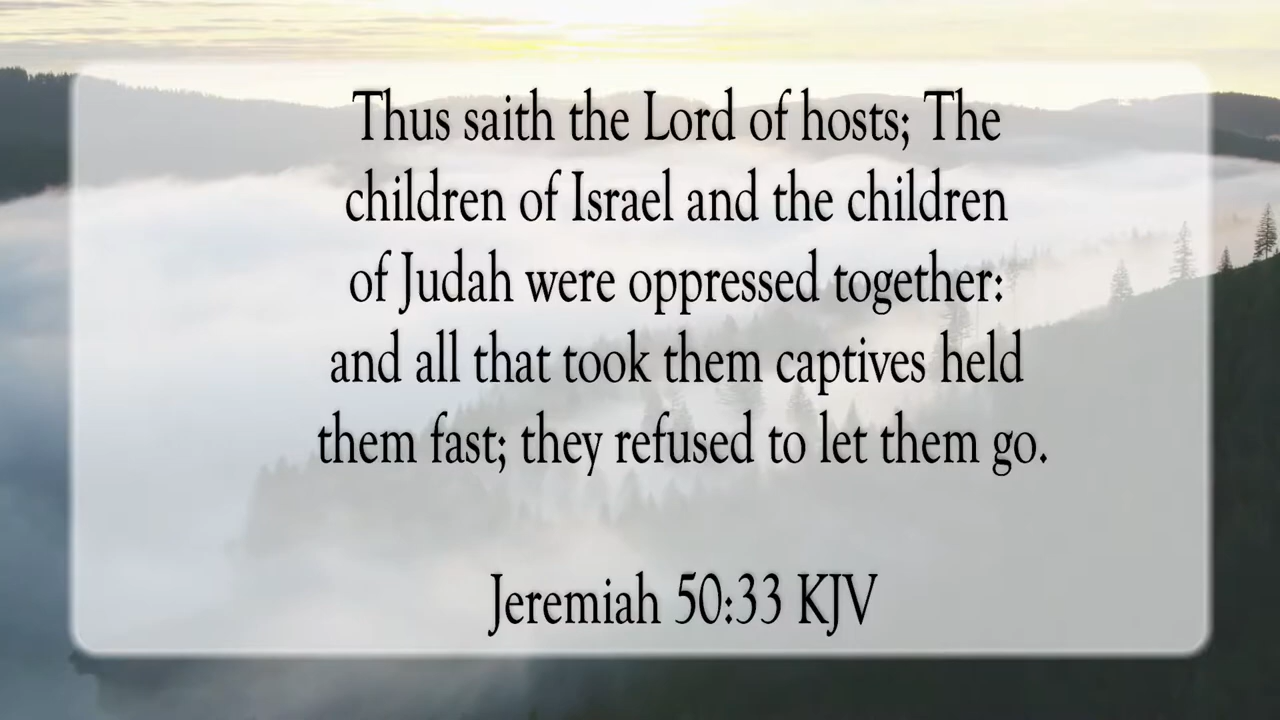 Thus saith the Lord of hosts; The
children of Israel and the children
of Judah were oppressed together:
and all that took them captives held
them fast; they refused to let them go.
Jeremiah 50:33 KJV